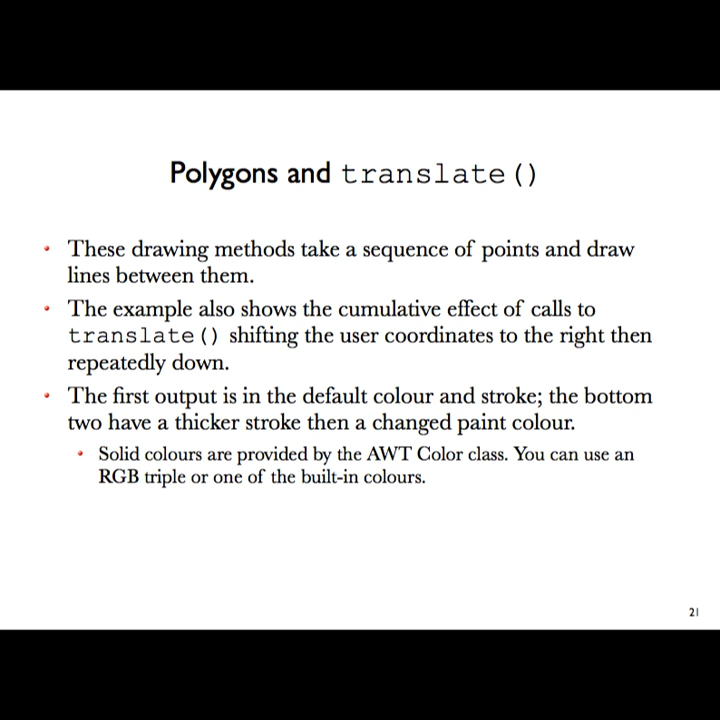 Polygons and translate()
• These drawing methods take a sequence of points and draw
lines between them.
• The example also shows the cumulative effect of calls to
translate() shifting the user coordinates to the right then
repeatedly down.
• The first output is in the default colour and stroke; the bottom
two have a thicker stroke then a changed paint colour.
• Solid colours are provided by the AWT Color class. You can use an
RGB triple or one of the built-in colours.
21